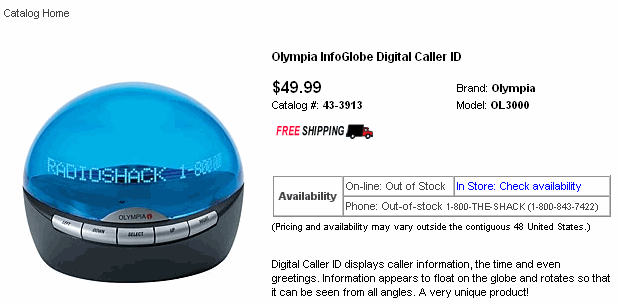 Catalog Home
Olympia InfoGlobe Digital Caller ID
$49.99
Brand: Olympia
Catalog #: 43-3913
Model: OL3000
FREE SHIPPING
RADIOSHACK 1-800
OLYMPIA
DOWN
SELECT
UP
Availability
On-line: Out of Stock
In Store: Check availability
Phone: Out-of-stock 1-800-THE-SHACK (1-800-843-7422)
(Pricing and availability may vary outside the contiguous 48 United States.)
Digital Caller ID displays caller information, the time and even
greetings. Information appears to float on the globe and rotates so that
it can be seen from all angles. A very unique product!